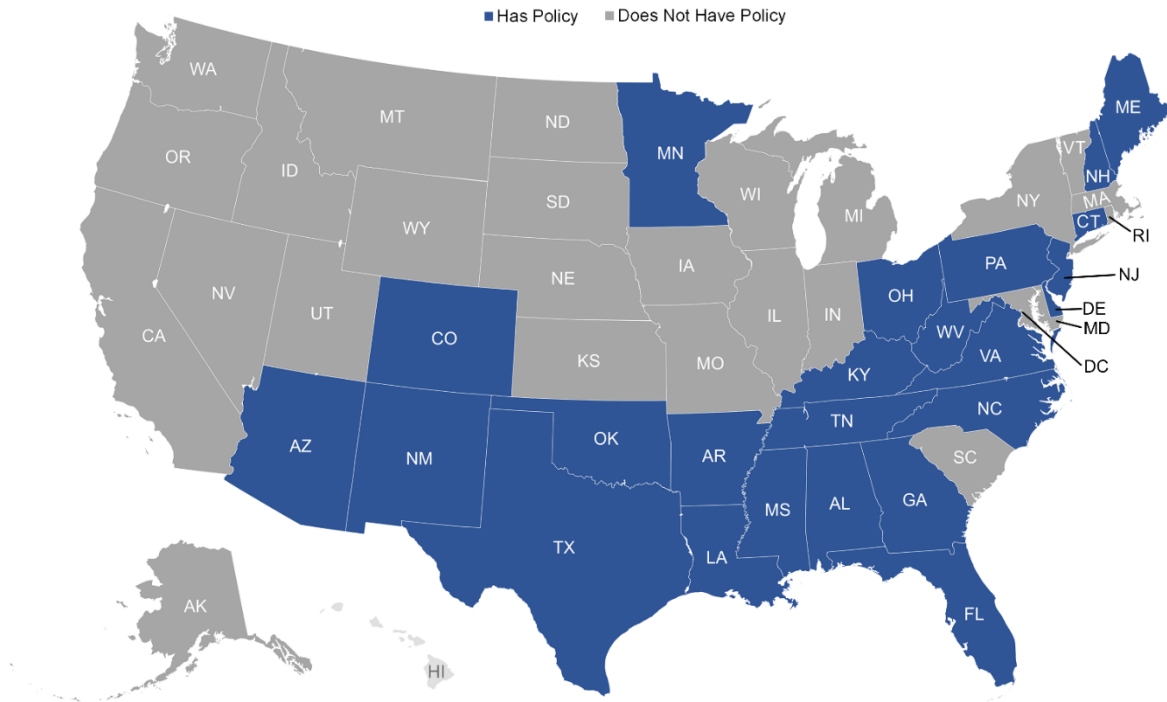 Has Policy Does Not Have Policy
WA
MT
ND
MN
ME
OR
ID
SD
WI
MI
NY
VT
NH
MA
CT
RI
WY
NE
IA
PA
NJ
NV
UT
CO
KS
MO
IL
IN
OH
WV
VA
DE
MD
DC
CA
KY
AZ
NM
OK
AR
TN
NC
SC
TX
LA
MS
AL
GA
FL
AK
HI